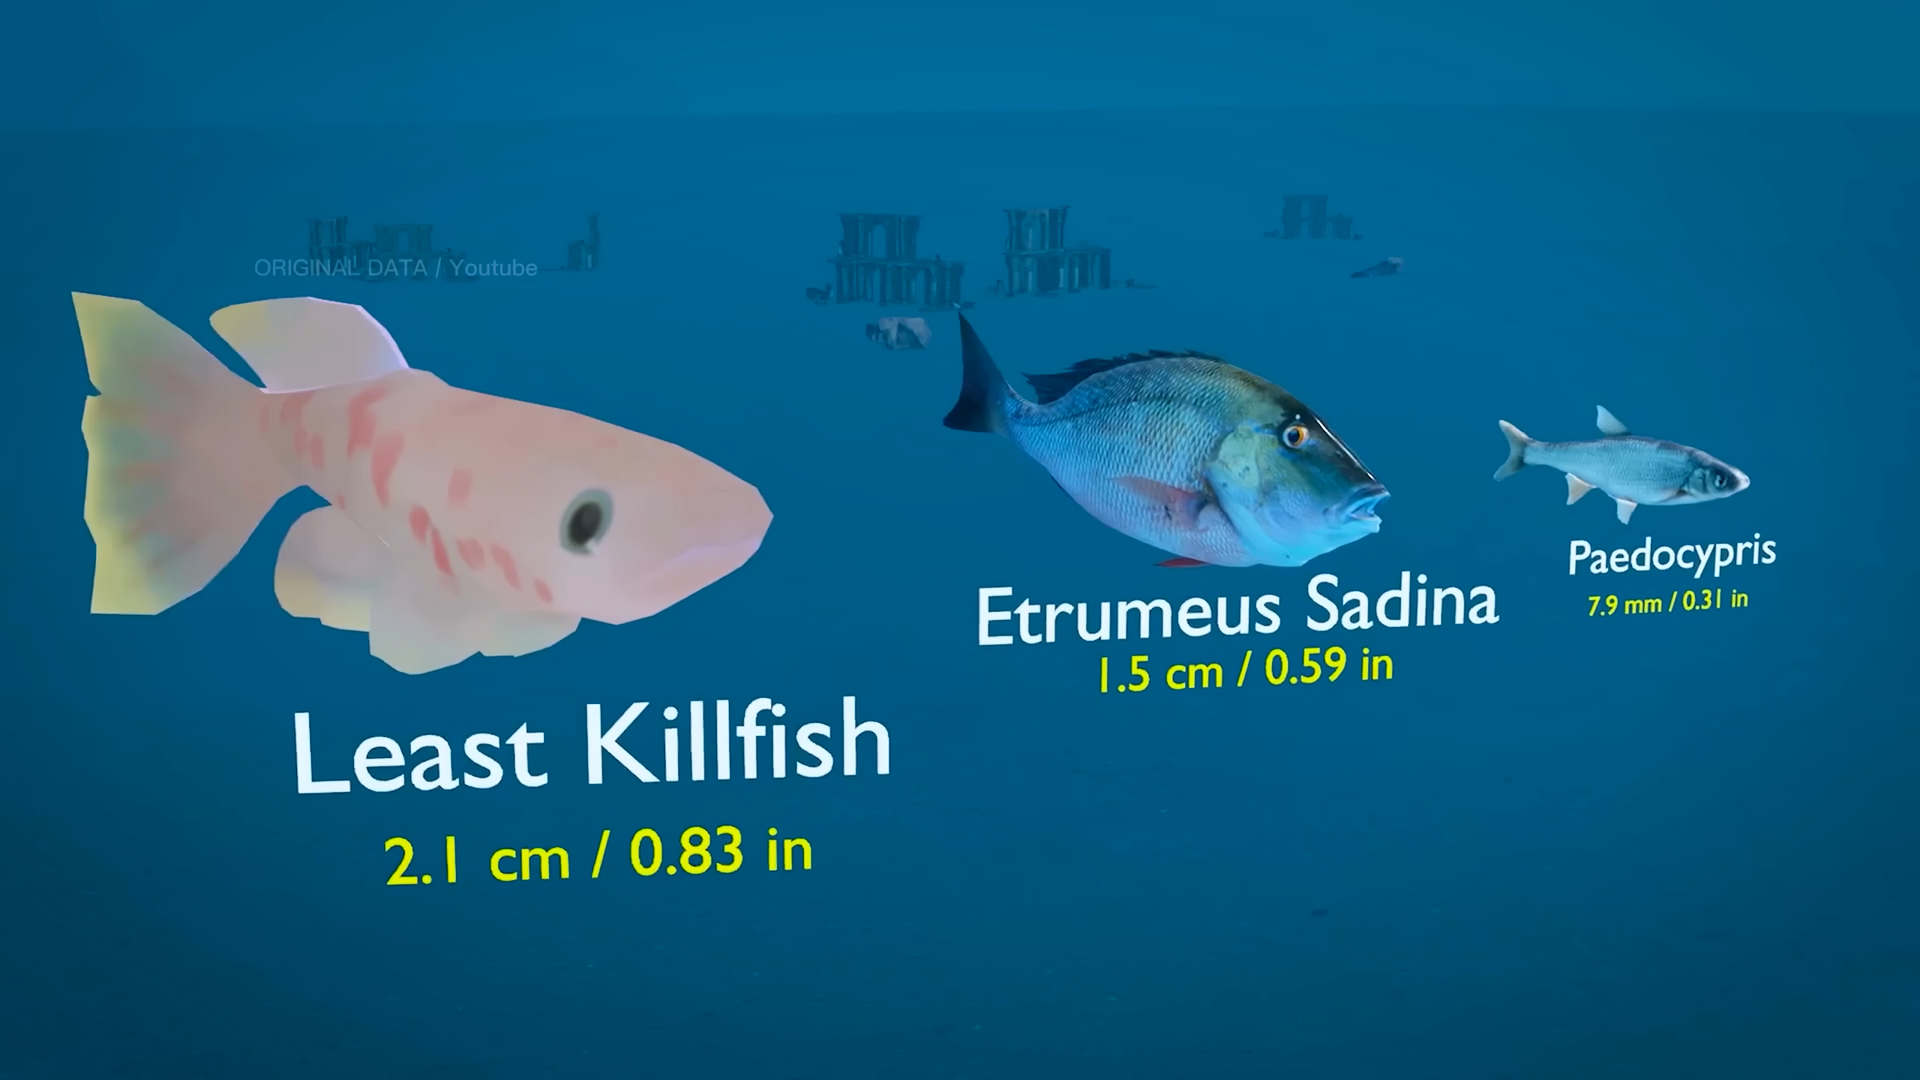 ORIGINAL DATA / Youtube
Least Killfish
2.1 cm / 0.83 in
Etrumeus Sadina
1.5 cm / 0.59 in
Paedocypris
7.9 mm / 0.31 in